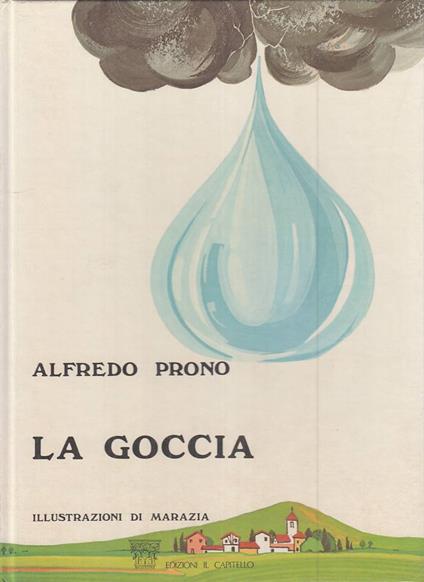 ALFREDO PRONO
LA GOCCIA
ILLUSTRAZIONI DI MARAZIA
EDIZIONI IL CAPITELLO